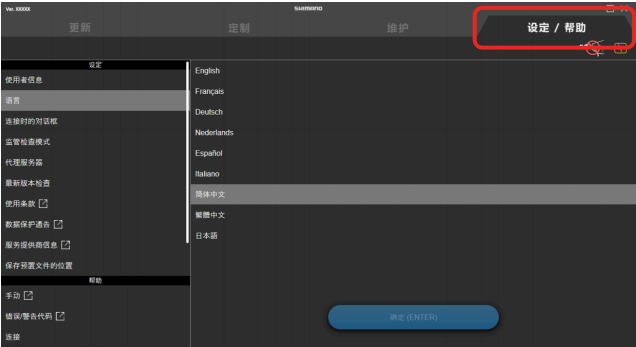 Ver. XXXXX
SHIMANO
更新
定制
维护
设定 / 帮助
设定
使用者信息
语言
连接时的对话框
监管检查模式
代理服务器
最新版本检查
使用条款
数据保护通告
服务提供商信息
保存预置文件的位置
帮助
手动
错误/警告代码
连接
English
Français
Deutsch
Nederlands
Español
Italiano
简体中文
繁體中文
日本語
确定 (ENTER)